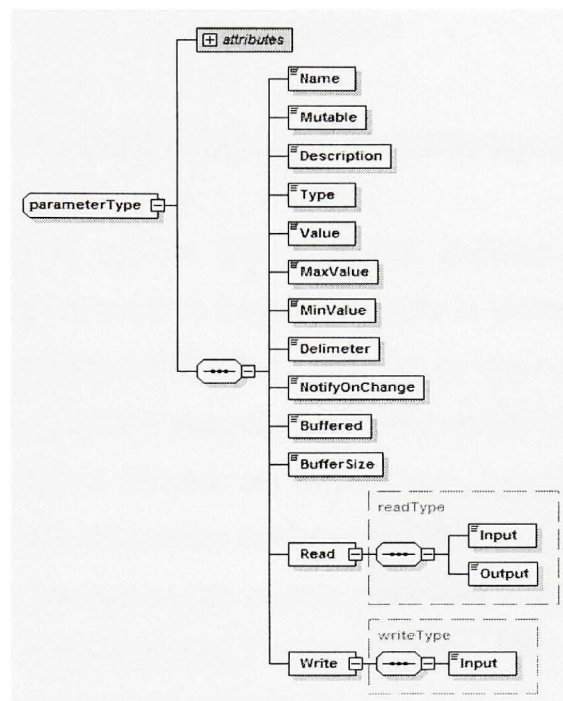 attributes
Name
Mutable
Description
parameterType
Type
Value
MaxValue
MinValue
Delimeter
NotifyOnChange
Buffered
BufferSize
readType
Input
Read
Output
writeType
Write
Input